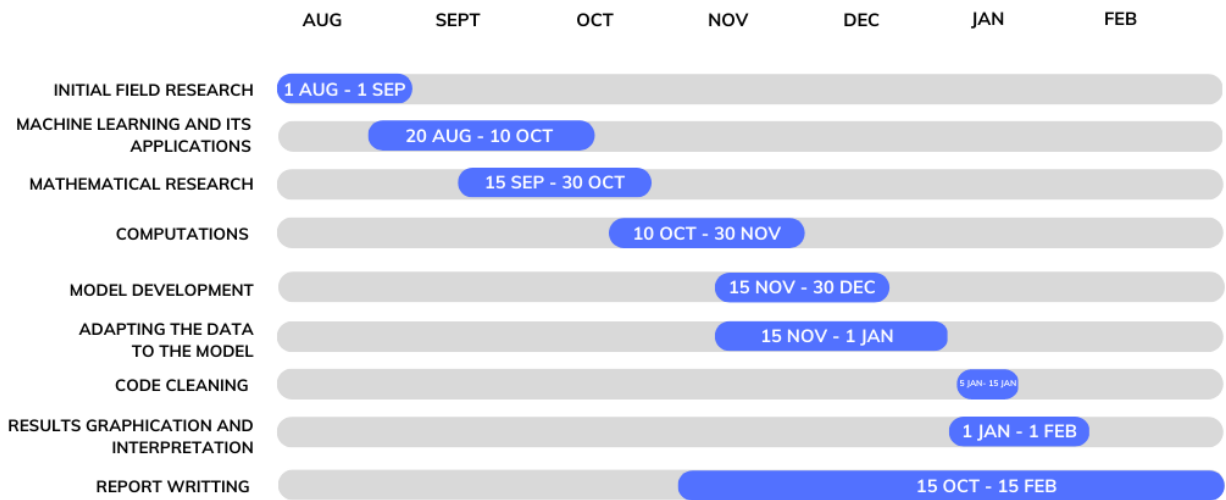 AUG SEPT OCT NOV DEC JAN FEB
INITIAL FIELD RESEARCH 1 AUG - 1 SEP
MACHINE LEARNING AND ITS
APPLICATIONS 20 AUG - 10 OCT
MATHEMATICAL RESEARCH 15 SEP - 30 OCT
COMPUTATIONS 10 OCT - 30 NOV
MODEL DEVELOPMENT 15 NOV - 30 DEC
ADAPTING THE DATA
TO THE MODEL 15 NOV - 1 JAN
CODE CLEANING 5 JAN- 15 JAN
RESULTS GRAPHICATION AND
INTERPRETATION 1 JAN - 1 FEB
REPORT WRITTING 15 OCT - 15 FEB